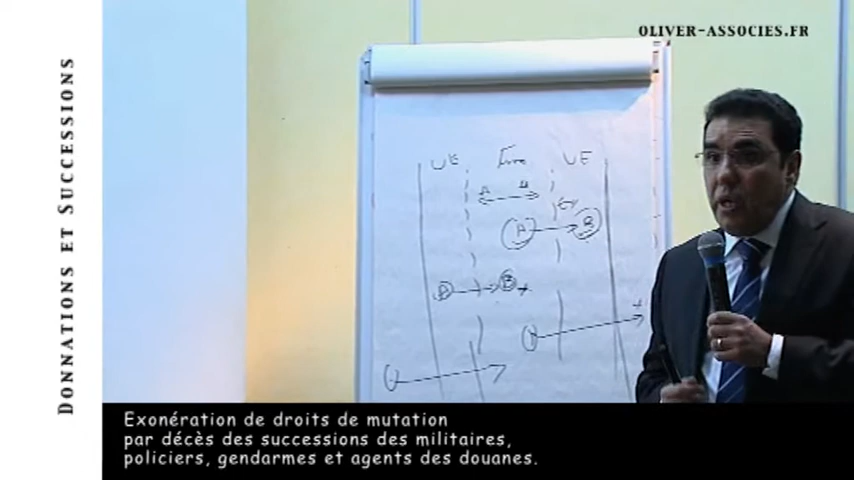 OLIVER-ASSOCIES.FR
DONNATIONS ET SUCCESSIONS
UE
UE
A
B
A
B
A
B
Exonération de droits de mutation
par décès des successions des militaires,
policiers, gendarmes et agents des douanes.